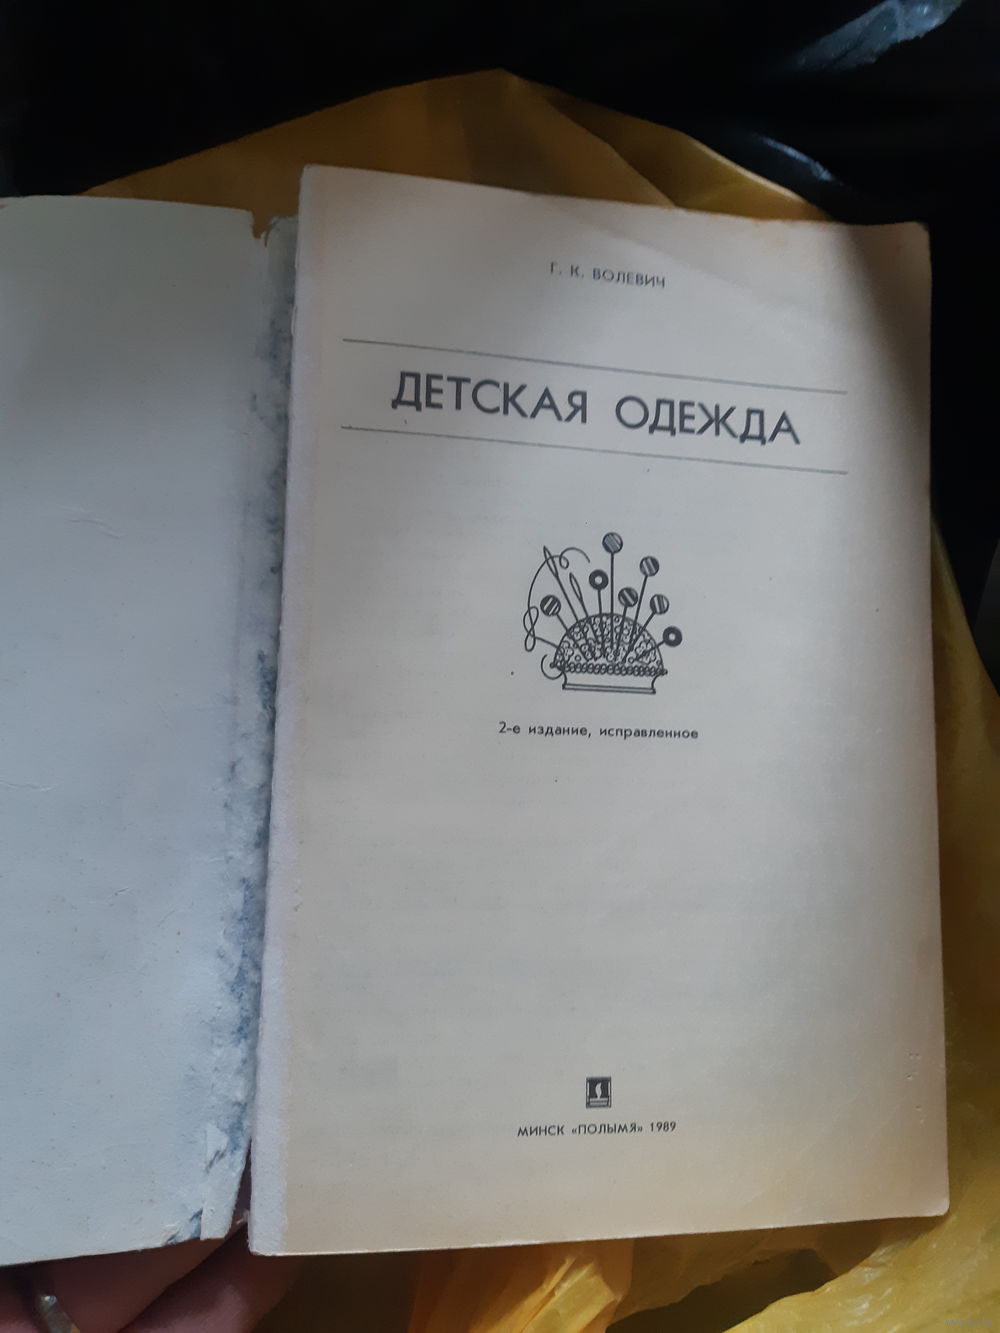 Г. К. ВОЛЕВИЧ
ДЕТСКАЯ ОДЕЖДА
2-е издание, исправленное
МИНСК «ПОЛЫМЯ» 1989